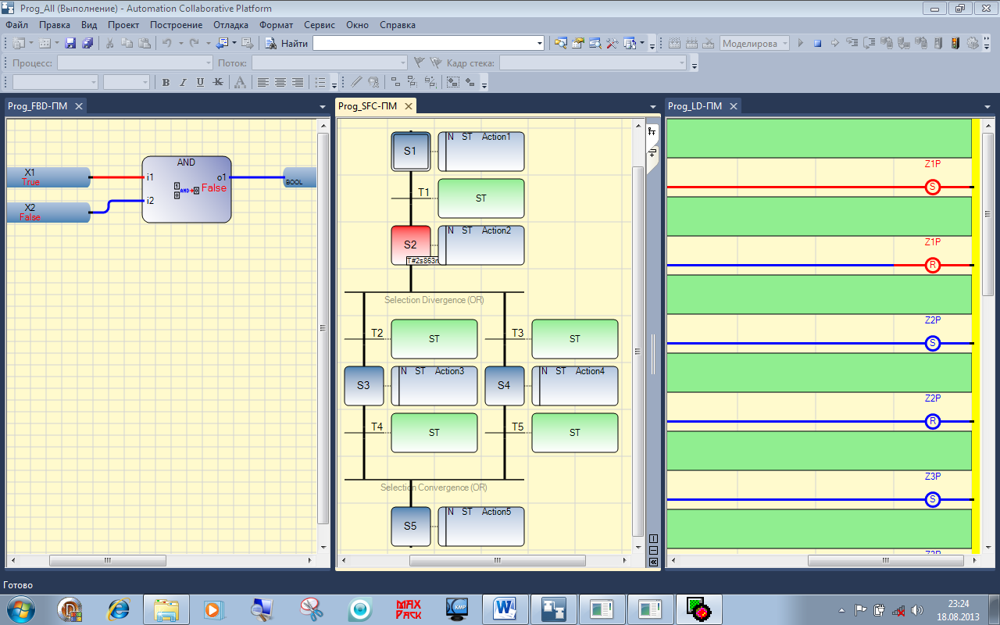 Prog_All (Выполнение) - Automation Collaborative Platform
Файл Правка Вид Проект Построение Отладка Формат Сервис Окно Справка
Найти Моделирова
Процесс: Поток: Кадр стека:
B I U K A
Prog_FBD-ПМ
X1
True
X2
False
AND
i1
o1
i2
1
0
AND
0
False
BOOL
Prog_SFC-ПМ
S1
N ST Action1
T1
ST
S2
N ST Action2
Selection Divergence (OR)
T2
ST
T3
ST
S3
N ST Action3
S4
N ST Action4
T4
ST
T5
ST
Selection Convergence (OR)
S5
N ST Action5
Prog_LD-ПМ
Z1P
S
Z1P
R
Z2P
S
Z2P
R
Z3P
S
Готово
MAX
PACK
KMP
W
23:24
18.08.2013